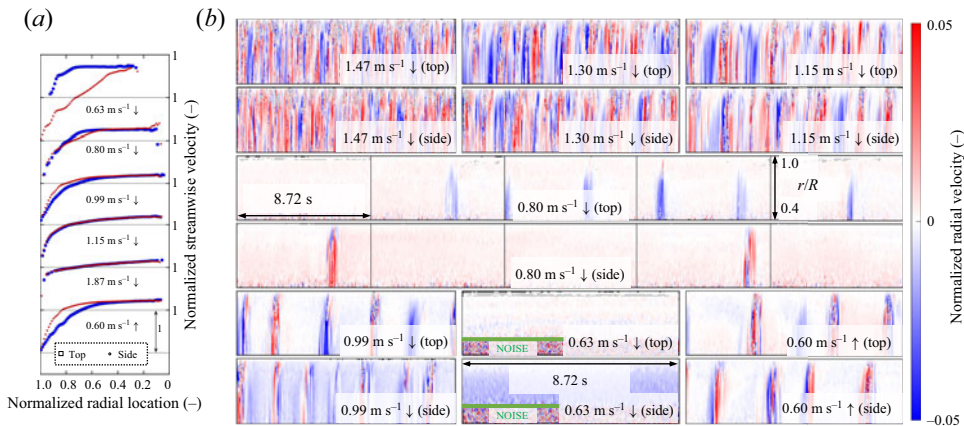 (a)
(b)
1
1
0.63 m s⁻¹ ↓
1
0.80 m s⁻¹ ↓
1
0.99 m s⁻¹ ↓
1
1.15 m s⁻¹ ↓
1
1.87 m s⁻¹ ↓
1
0.60 m s⁻¹ ↑
1
Top Side
1.0 0.8 0.6 0.4 0.2 0
Normalized radial location (–)
Normalized streamwise velocity (–)
1.47 m s⁻¹ ↓ (top)
1.30 m s⁻¹ ↓ (top)
1.15 m s⁻¹ ↓ (top)
1.47 m s⁻¹ ↓ (side)
1.30 m s⁻¹ ↓ (side)
1.15 m s⁻¹ ↓ (side)
8.72 s
0.80 m s⁻¹ ↓ (top)
1.0
r/R
0.4
0.80 m s⁻¹ ↓ (side)
0.99 m s⁻¹ ↓ (top)
NOISE
0.63 m s⁻¹ ↓ (top)
0.60 m s⁻¹ ↑ (top)
8.72 s
0.99 m s⁻¹ ↓ (side)
NOISE
0.63 m s⁻¹ ↓ (side)
0.60 m s⁻¹ ↑ (side)
0.05
0
–0.05
Normalized radial velocity (–)